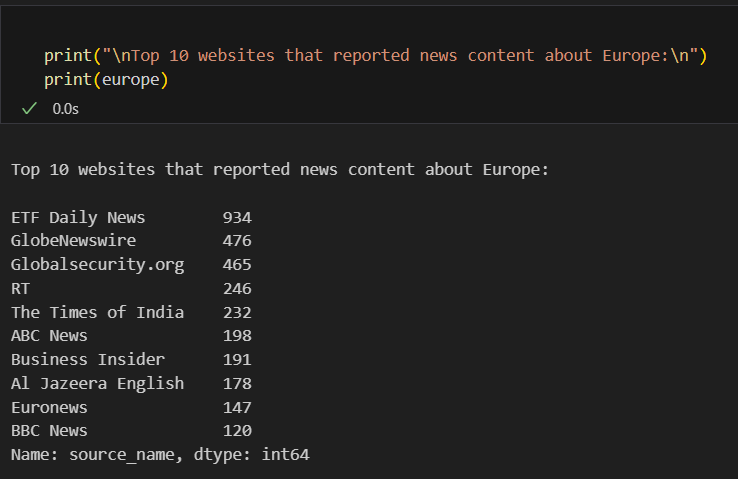 print("\nTop 10 websites that reported news content about Europe:\n")
print(europe)
✓ 0.0s
Top 10 websites that reported news content about Europe:
ETF Daily News 934
GlobeNewswire 476
Globalsecurity.org 465
RT 246
The Times of India 232
ABC News 198
Business Insider 191
Al Jazeera English 178
Euronews 147
BBC News 120
Name: source_name, dtype: int64